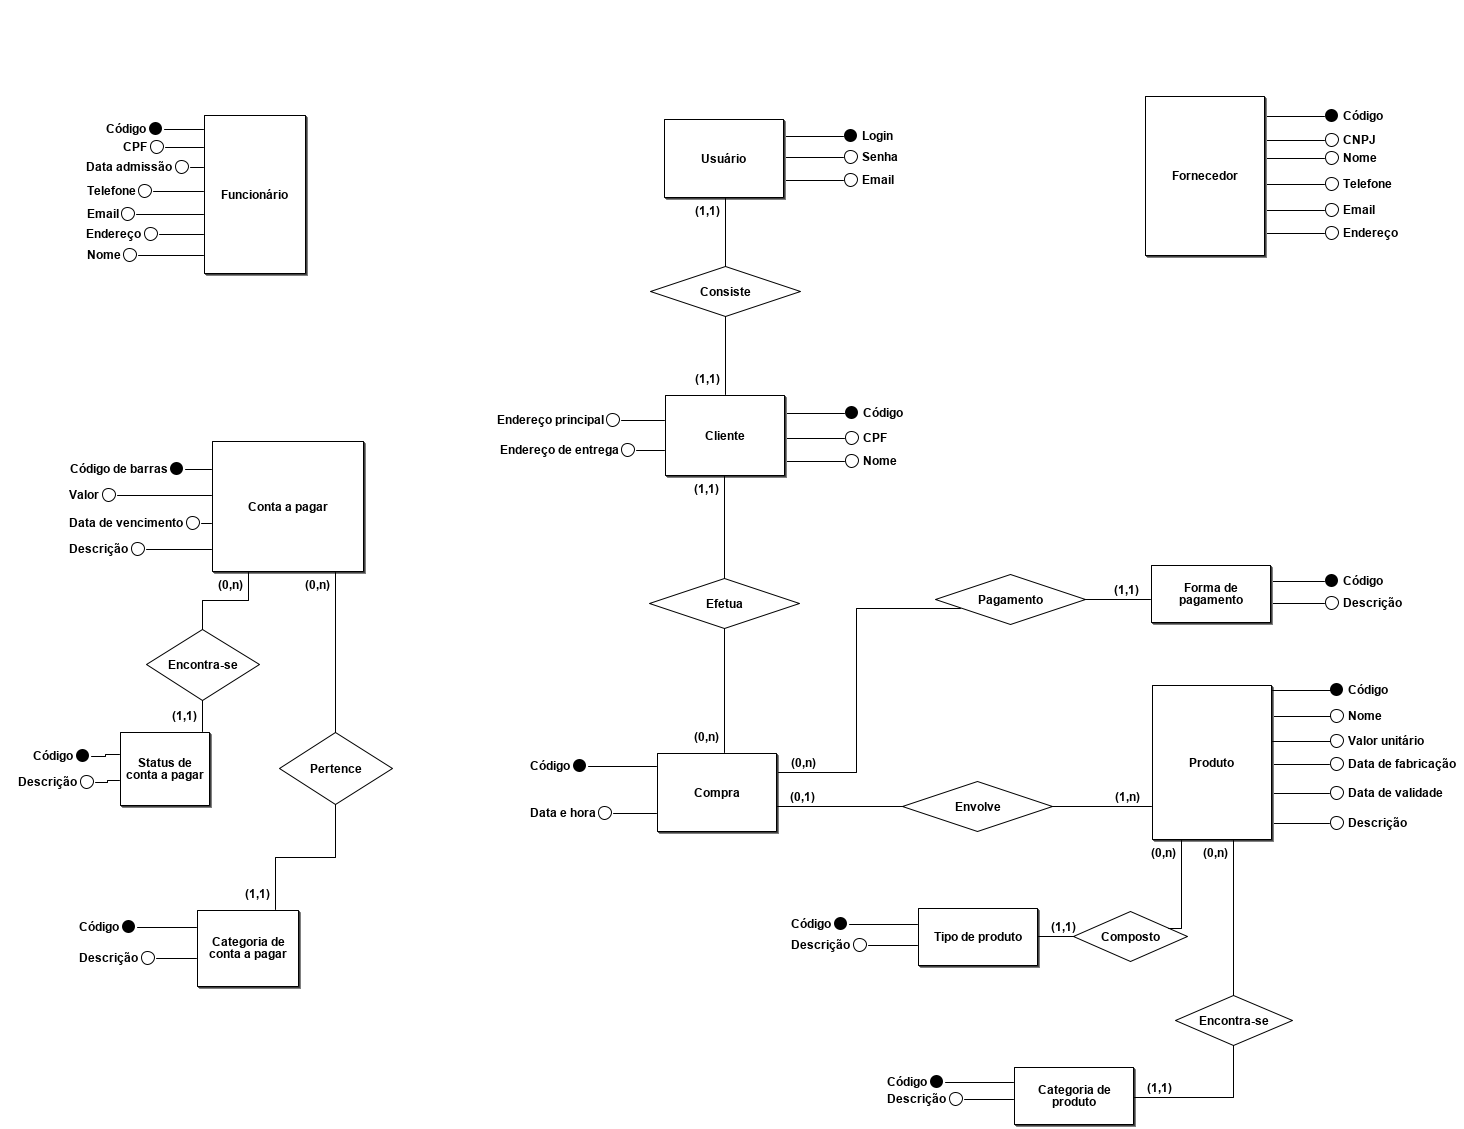 Código
CPF
Data admissão
Telefone
Email
Endereço
Nome
Funcionário
Usuário
Login
Senha
Email
(1,1)
Fornecedor
Código
CNPJ
Nome
Telefone
Email
Endereço
Consiste
(1,1)
Endereço principal
Endereço de entrega
Cliente
Código
CPF
Nome
(1,1)
Código de barras
Valor
Data de vencimento
Descrição
Conta a pagar
(0,n)
(0,n)
Encontra-se
(1,1)
Código
Descrição
Status de
conta a pagar
Pertence
(1,1)
Código
Descrição
Categoria de
conta a pagar
Efetua
(0,n)
Código
Data e hora
Compra
(0,n)
(0,1)
Pagamento
(1,1)
Forma de
pagamento
Código
Descrição
Envolve
(1,n)
Produto
Código
Nome
Valor unitário
Data de fabricação
Data de validade
Descrição
(0,n)
(0,n)
Código
Descrição
Tipo de produto
(1,1)
Composto
Encontra-se
Código
Descrição
Categoria de
produto
(1,1)